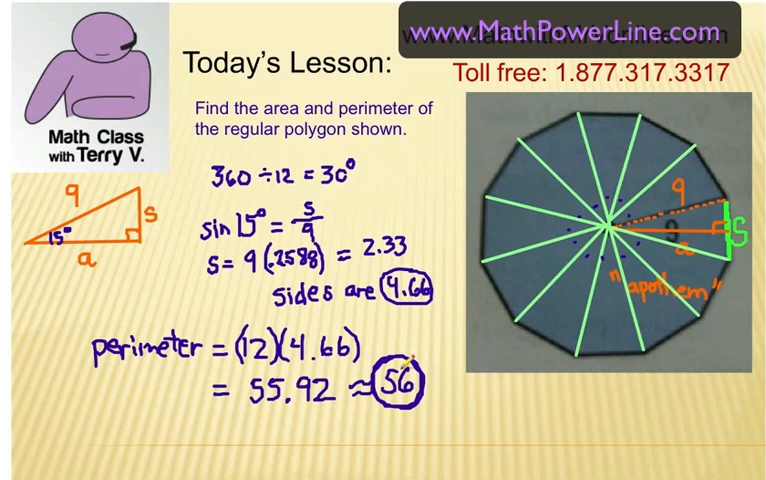 www.MathPowerLine.com
Today's Lesson:
Toll free: 1.877.317.3317
Find the area and perimeter of
the regular polygon shown.
Math Class
with Terry V.
360 ÷ 12 = 30°
sin 15° = s/9
s = 9(.2588) = 2.33
sides are 4.66
perimeter = (12)(4.66)
= 55.92 ≈ 56
9
15°
s
a
9
9
S
a
"apothem"